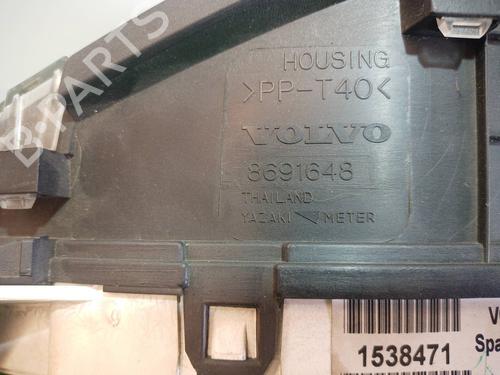 HOUSING
>PP-T40<
VOLVO
8691648
THAILAND
YAZAKI METER
B-PARTS
1538471
Spa